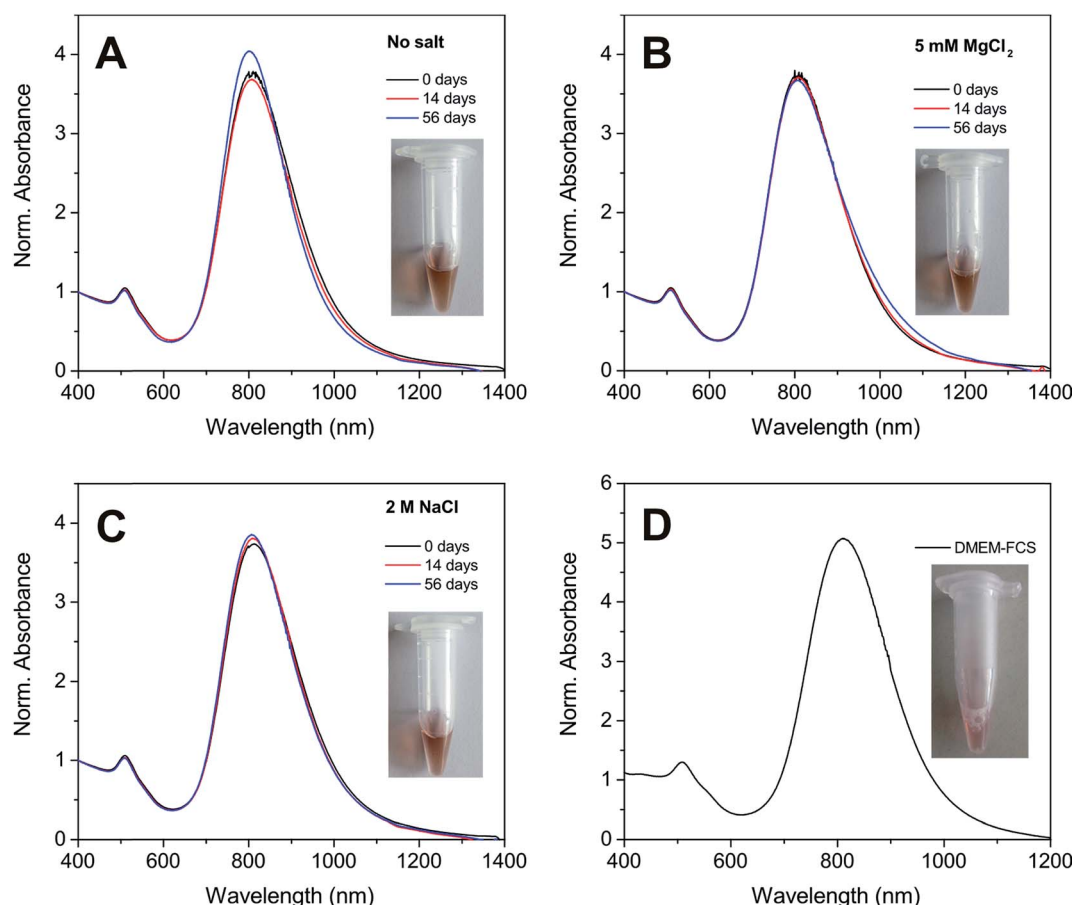 A
No salt
0 days
14 days
56 days
Norm. Absorbance
4
3
2
1
0
400 600 800 1000 1200 1400
Wavelength (nm)
B
5 mM MgCl₂
0 days
14 days
56 days
Norm. Absorbance
4
3
2
1
0
400 600 800 1000 1200 1400
Wavelength (nm)
C
2 M NaCl
0 days
14 days
56 days
Norm. Absorbance
4
3
2
1
0
400 600 800 1000 1200 1400
Wavelength (nm)
D
DMEM-FCS
Norm. Absorbance
6
5
4
3
2
1
0
400 600 800 1000 1200
Wavelength (nm)